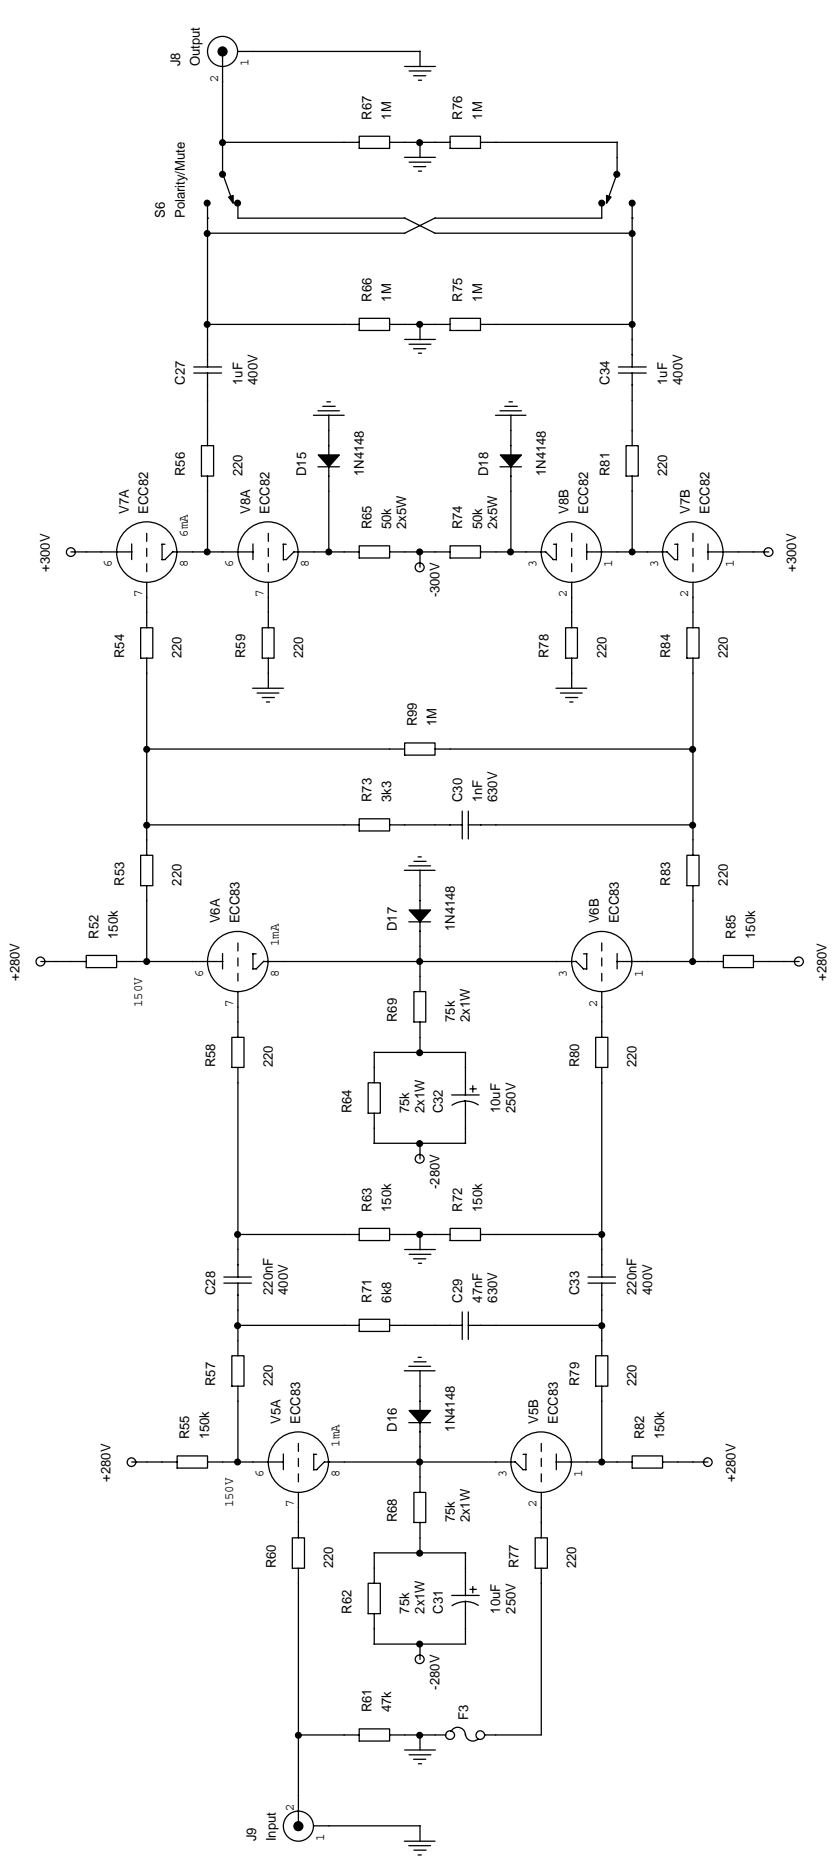 J8
Output
2
1
R67
1M
R76
1M
S6
Polarity/Mute
R66
1M
R75
1M
C27
1uF
400V
C34
1uF
400V
R56
220
D15
1N4148
D18
1N4148
R81
220
+300V
V7A
ECC82
6
7
8
6mA
V8A
ECC82
6
7
8
R65
50k
2x5W
-300V
R74
50k
2x5W
V8B
ECC82
3
2
1
V7B
ECC82
3
2
1
+300V
R54
220
R59
220
R78
220
R84
220
R99
1M
R73
3k3
C30
1nF
630V
R53
220
R83
220
+280V
R52
150k
150V
V6A
ECC83
6
7
8
1mA
D17
1N4148
V6B
ECC83
3
2
1
R85
150k
+280V
R58
220
R69
75k
2x1W
R80
220
R64
75k
2x1W
C32
+
10uF
250V
-280V
R63
150k
R72
150k
C28
220nF
400V
C33
220nF
400V
R71
6k8
C29
47nF
630V
R57
220
R79
220
+280V
R55
150k
150V
V5A
ECC83
6
7
8
1mA
D16
1N4148
V5B
ECC83
3
2
1
R82
150k
+280V
R60
220
R68
75k
2x1W
R77
220
R62
75k
2x1W
C31
+
10uF
250V
-280V
R61
47k
F3
J9
Input
2
1